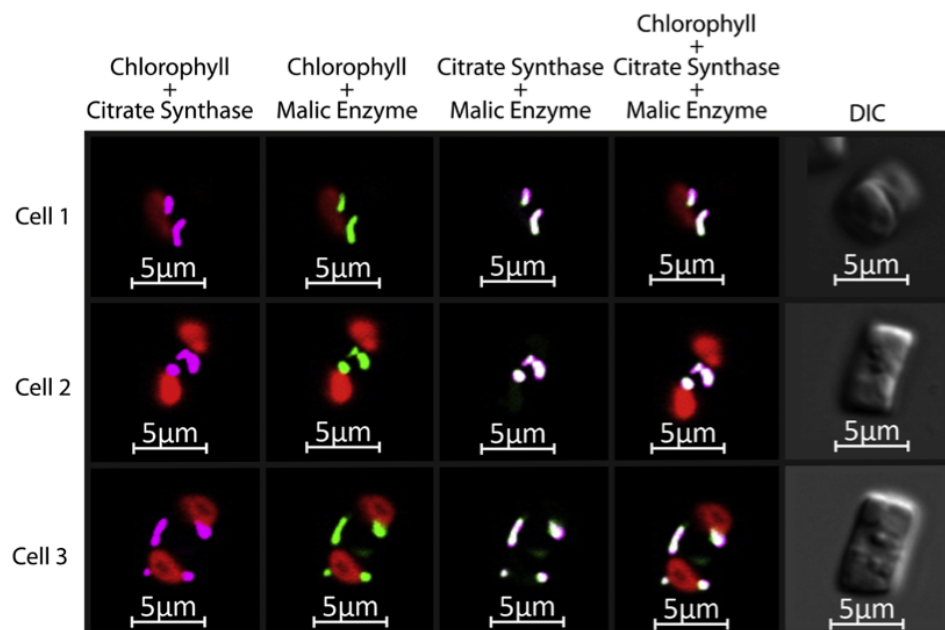 Chlorophyll
+
Citrate Synthase
Chlorophyll
+
Malic Enzyme
Citrate Synthase
+
Malic Enzyme
Chlorophyll
+
Citrate Synthase
+
Malic Enzyme
DIC
Cell 1
5µm
5µm
5µm
5µm
5µm
Cell 2
5µm
5µm
5µm
5µm
5µm
Cell 3
5µm
5µm
5µm
5µm
5µm